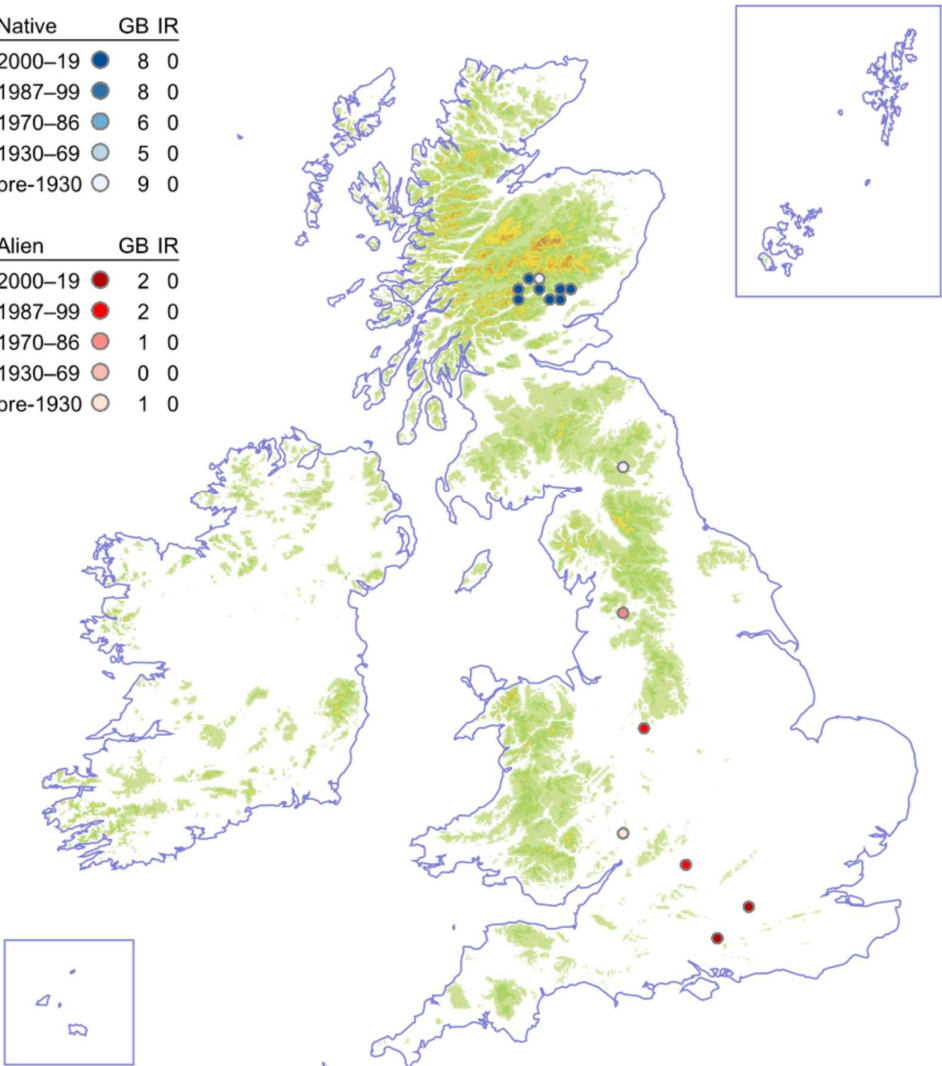 Native GB IR
2000–19 8 0
1987–99 8 0
1970–86 6 0
1930–69 5 0
pre-1930 9 0
Alien GB IR
2000–19 2 0
1987–99 2 0
1970–86 1 0
1930–69 0 0
pre-1930 1 0